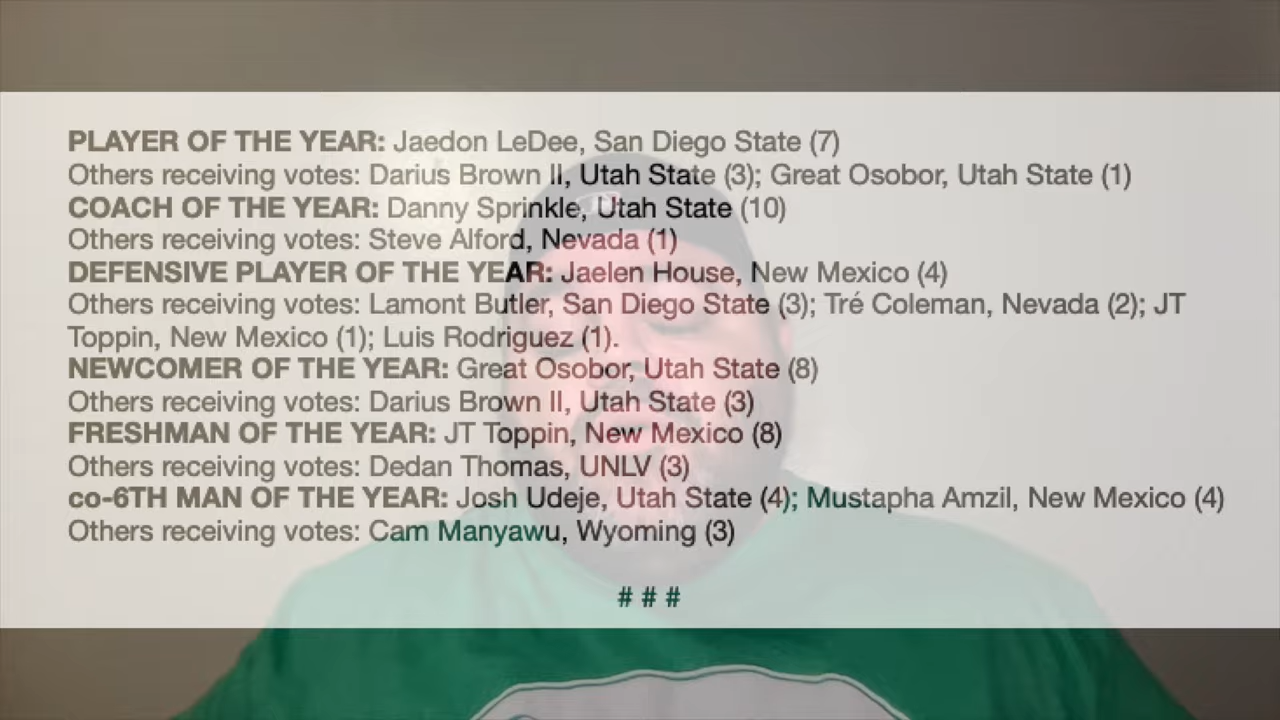 PLAYER OF THE YEAR: Jaedon LeDee, San Diego State (7)
Others receiving votes: Darius Brown II, Utah State (3); Great Osobor, Utah State (1)
COACH OF THE YEAR: Danny Sprinkle, Utah State (10)
Others receiving votes: Steve Alford, Nevada (1)
DEFENSIVE PLAYER OF THE YEAR: Jaelen House, New Mexico (4)
Others receiving votes: Lamont Butler, San Diego State (3); Tré Coleman, Nevada (2); JT
Toppin, New Mexico (1); Luis Rodriguez (1).
NEWCOMER OF THE YEAR: Great Osobor, Utah State (8)
Others receiving votes: Darius Brown II, Utah State (3)
FRESHMAN OF THE YEAR: JT Toppin, New Mexico (8)
Others receiving votes: Dedan Thomas, UNLV (3)
co-6TH MAN OF THE YEAR: Josh Udeje, Utah State (4); Mustapha Amzil, New Mexico (4)
Others receiving votes: Cam Manyawu, Wyoming (3)
# # #